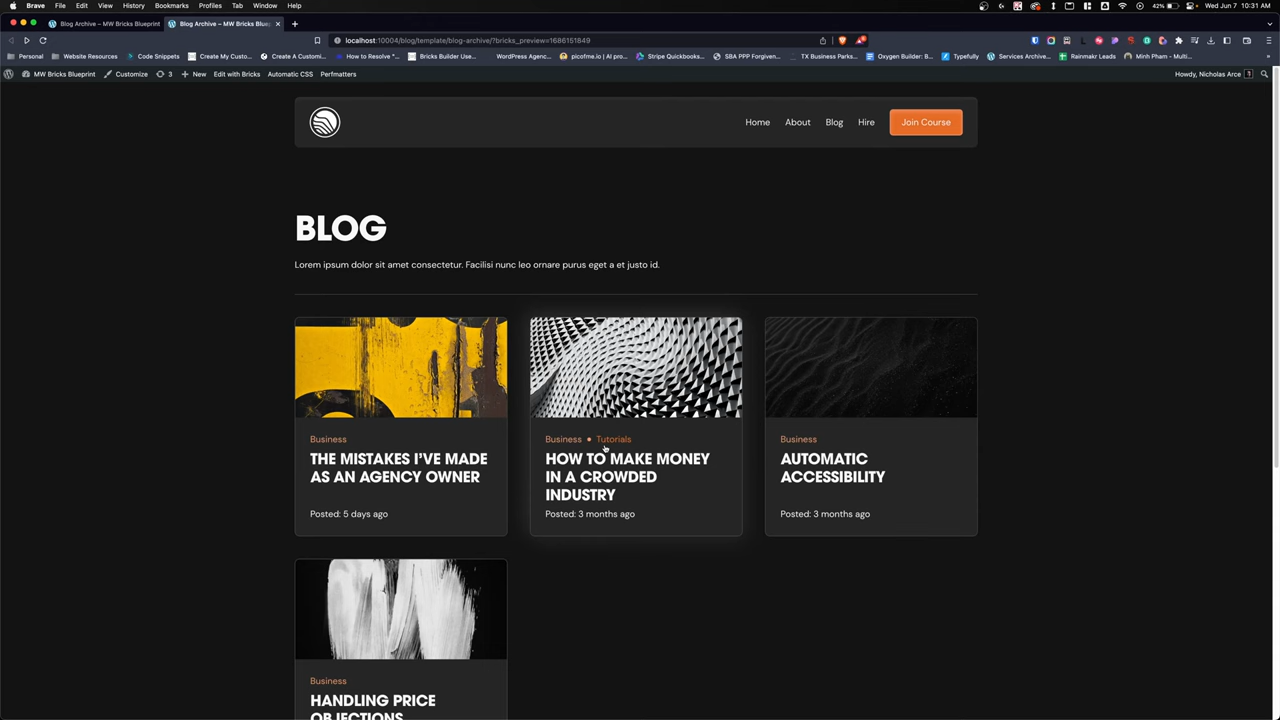 Brave File Edit View History Bookmarks Profiles Tab Window Help
42% Wed Jun 7 10:31 AM
Blog Archive – MW Bricks Blueprint
Blog Archive – MW Bricks Blue
localhost:10004/blog/template/blog-archive/?bricks_preview=1686151849
Personal Website Resources Code Snippets Create My Custo... Create A Customi... How to Resolve "... Bricks Builder Use... WordPress Agenc... picofme.io | AI pro... Stripe Quickbooks... SBA PPP Forgiven... TX Business Parks... Oxygen Builder: B... Typefully Services Archive... Rainmakr Leads Minh Pham - Multi...
MW Bricks Blueprint Customize 3 New Edit with Bricks Automatic CSS Perfmatters Howdy, Nicholas Arce
Home About Blog Hire Join Course
BLOG
Lorem ipsum dolor sit amet consectetur. Facilisi nunc leo ornare purus eget a et justo id.
Business
THE MISTAKES I'VE MADE
AS AN AGENCY OWNER
Posted: 5 days ago
Business • Tutorials
HOW TO MAKE MONEY
IN A CROWDED
INDUSTRY
Posted: 3 months ago
Business
AUTOMATIC
ACCESSIBILITY
Posted: 3 months ago
Business
HANDLING PRICE
OBJECTIONS